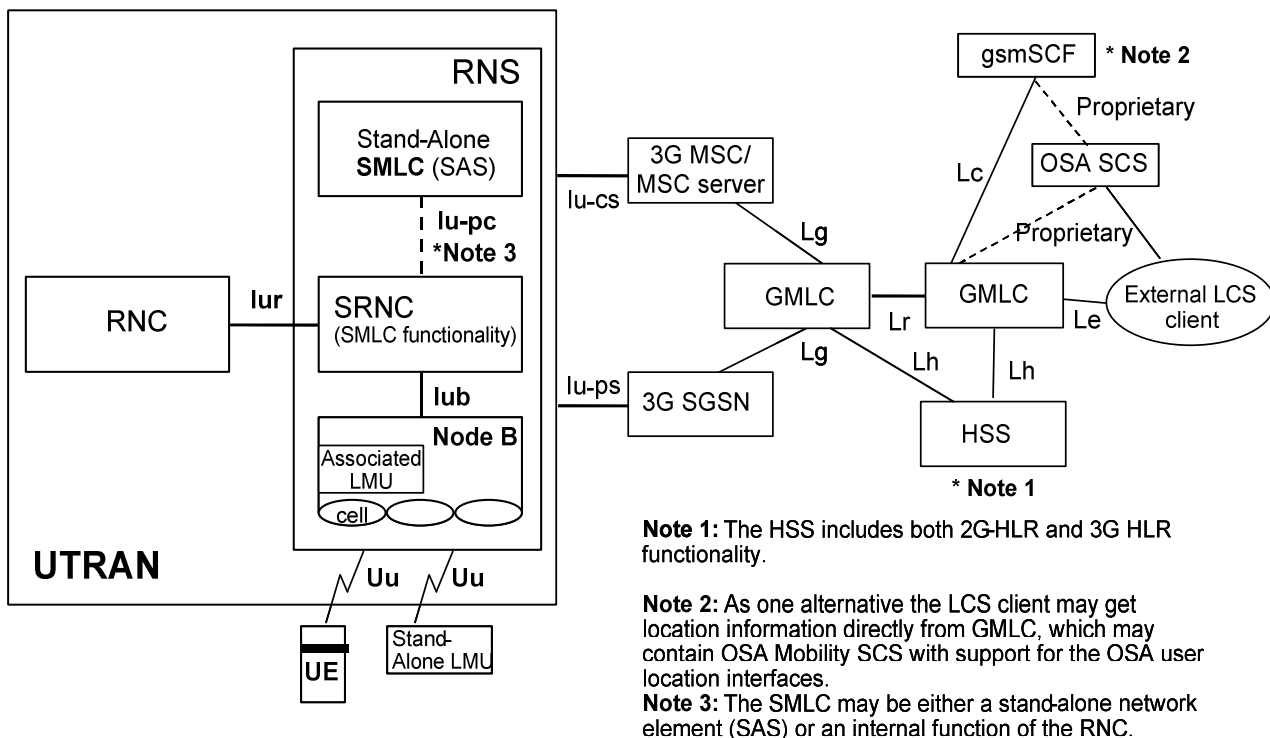 RNS
Stand-Alone
SMLC (SAS)
Iu-pc
*Note 3
RNC
Iur
SRNC
(SMLC functionality)
Iub
Node B
Associated
LMU
cell
UTRAN
Uu
Uu
UE
Stand-
Alone LMU
Iu-cs
Iu-ps
3G MSC/
MSC server
Lg
GMLC
Lg
3G SGSN
Lr
Lh
gsmSCF
* Note 2
Proprietary
OSA SCS
Lc
Proprietary
GMLC
Le
External LCS
client
Lh
HSS
* Note 1
Note 1: The HSS includes both 2G-HLR and 3G HLR
functionality.
Note 2: As one alternative the LCS client may get
location information directly from GMLC, which may
contain OSA Mobility SCS with support for the OSA user
location interfaces.
Note 3: The SMLC may be either a stand-alone network
element (SAS) or an internal function of the RNC.